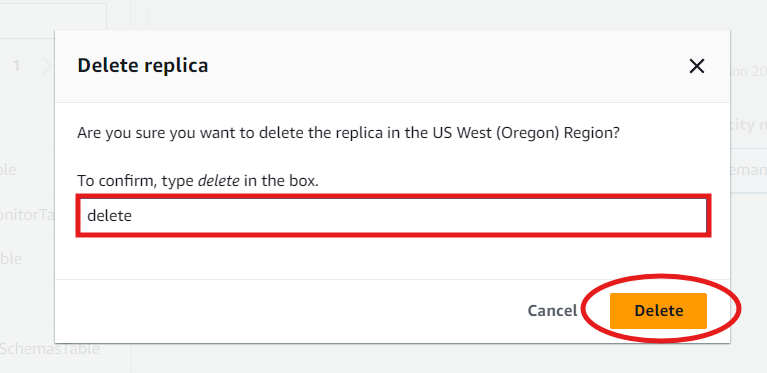 1
Delete replica
ion 20
Are you sure you want to delete the replica in the US West (Oregon) Region?
city n
ble
To confirm, type delete in the box.
eman
delete
onitorTa
ble
Cancel
Delete
SchemasTable